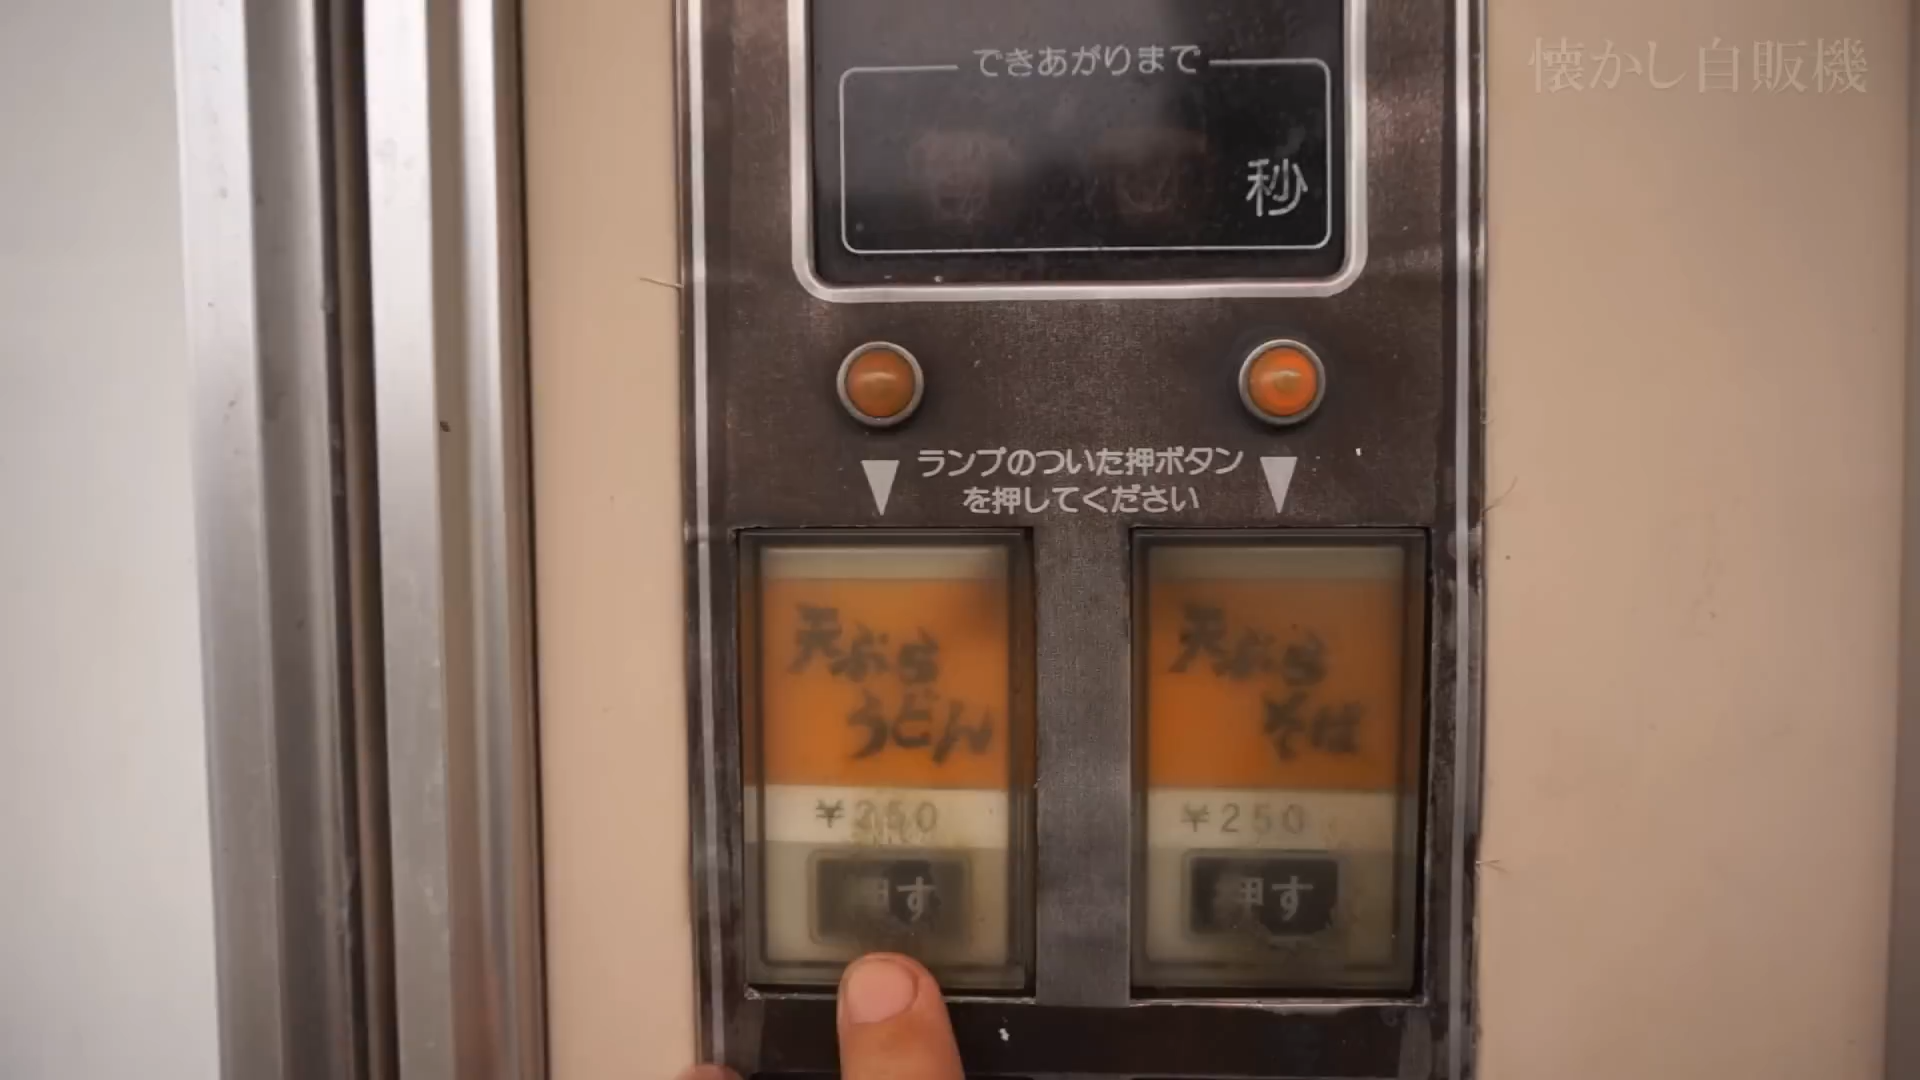 懐かし自販機
できあがりまで
秒
ランプのついた押ボタン
を押してください
天ぷら
うどん
¥250
押す
天ぷら
そば
¥250
押す